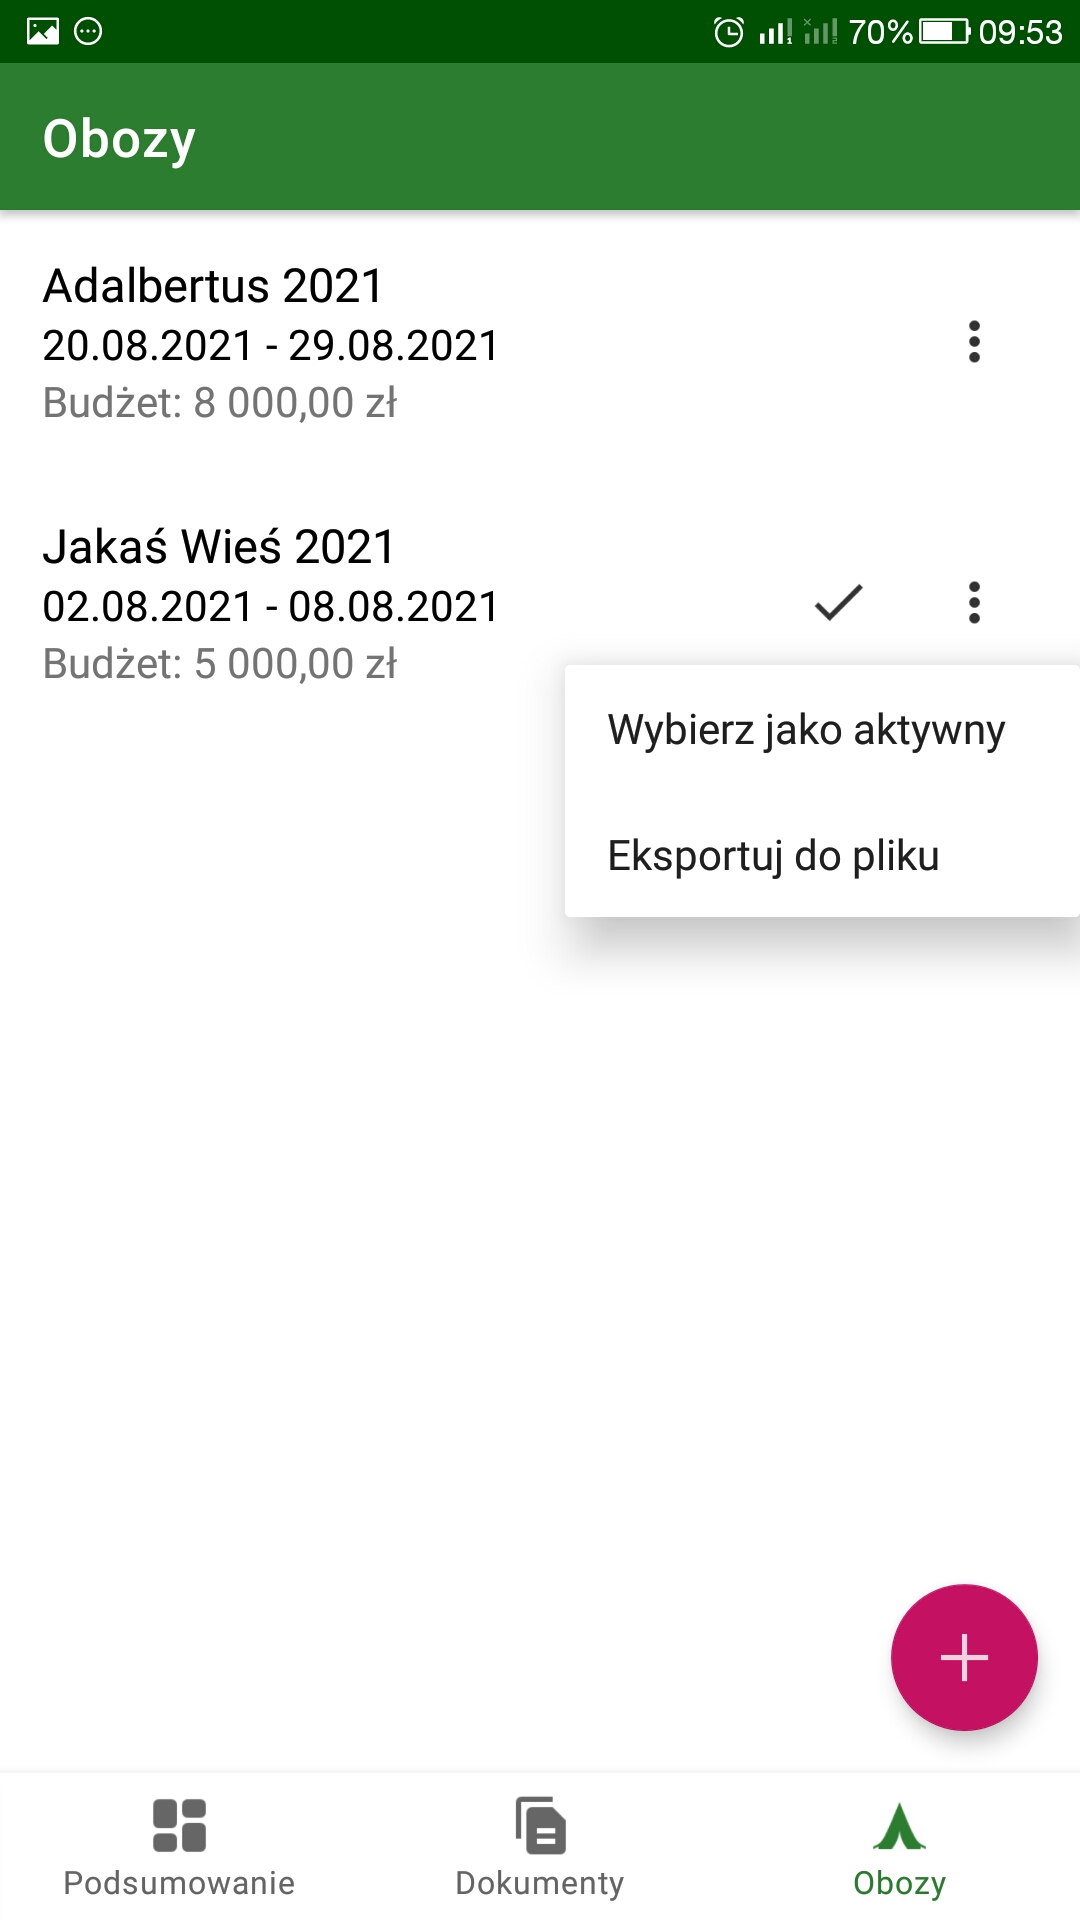 70% 09:53
Obozy
Adalbertus 2021
20.08.2021 - 29.08.2021
Budżet: 8 000,00 zł
Jakaś Wieś 2021
02.08.2021 - 08.08.2021
Budżet: 5 000,00 zł
Wybierz jako aktywny
Eksportuj do pliku
Podsumowanie
Dokumenty
Obozy